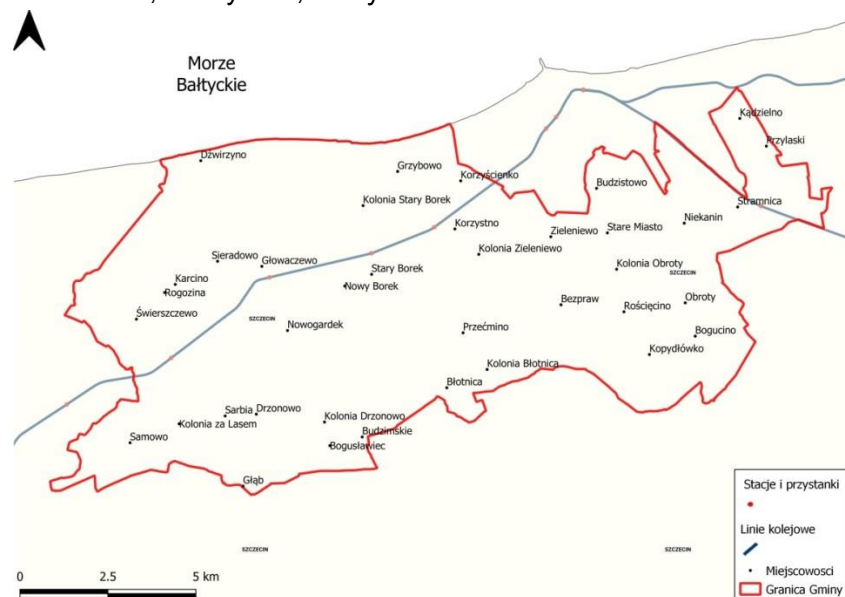 Morze
Bałtyckie
Kądzielno
Przylaski
Dźwirzyno
Grzybowo
Korzyścienko
Budzistowo
Kolonia Stary Borek
Stramnica
Niekanin
Korzystno
Zieleniewo
Stare Miasto
Kolonia Zieleniewo
Sieradowo
Głowaczewo
Stary Borek
Kolonia Obroty
SZCZECIN
Karcino
Nowy Borek
Rogozina
Bezpraw
Obroty
Rościęcino
Świerszczewo
SZCZECIN
Nowogardek
Przećmino
Bogucino
Kopydłówko
Kolonia Błotnica
Błotnica
Sarbia
Drzonowo
Kolonia za Lasem
Kolonia Drzonowo
Samowo
Budzimskie
Bogusławiec
Głąb
SZCZECIN
SZCZECIN
Stacje i przystanki
Linie kolejowe
Miejscowosci
Granica Gminy
0 2.5 5 km